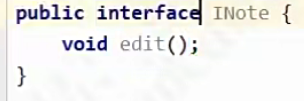 public interface INote {
    void edit();
}